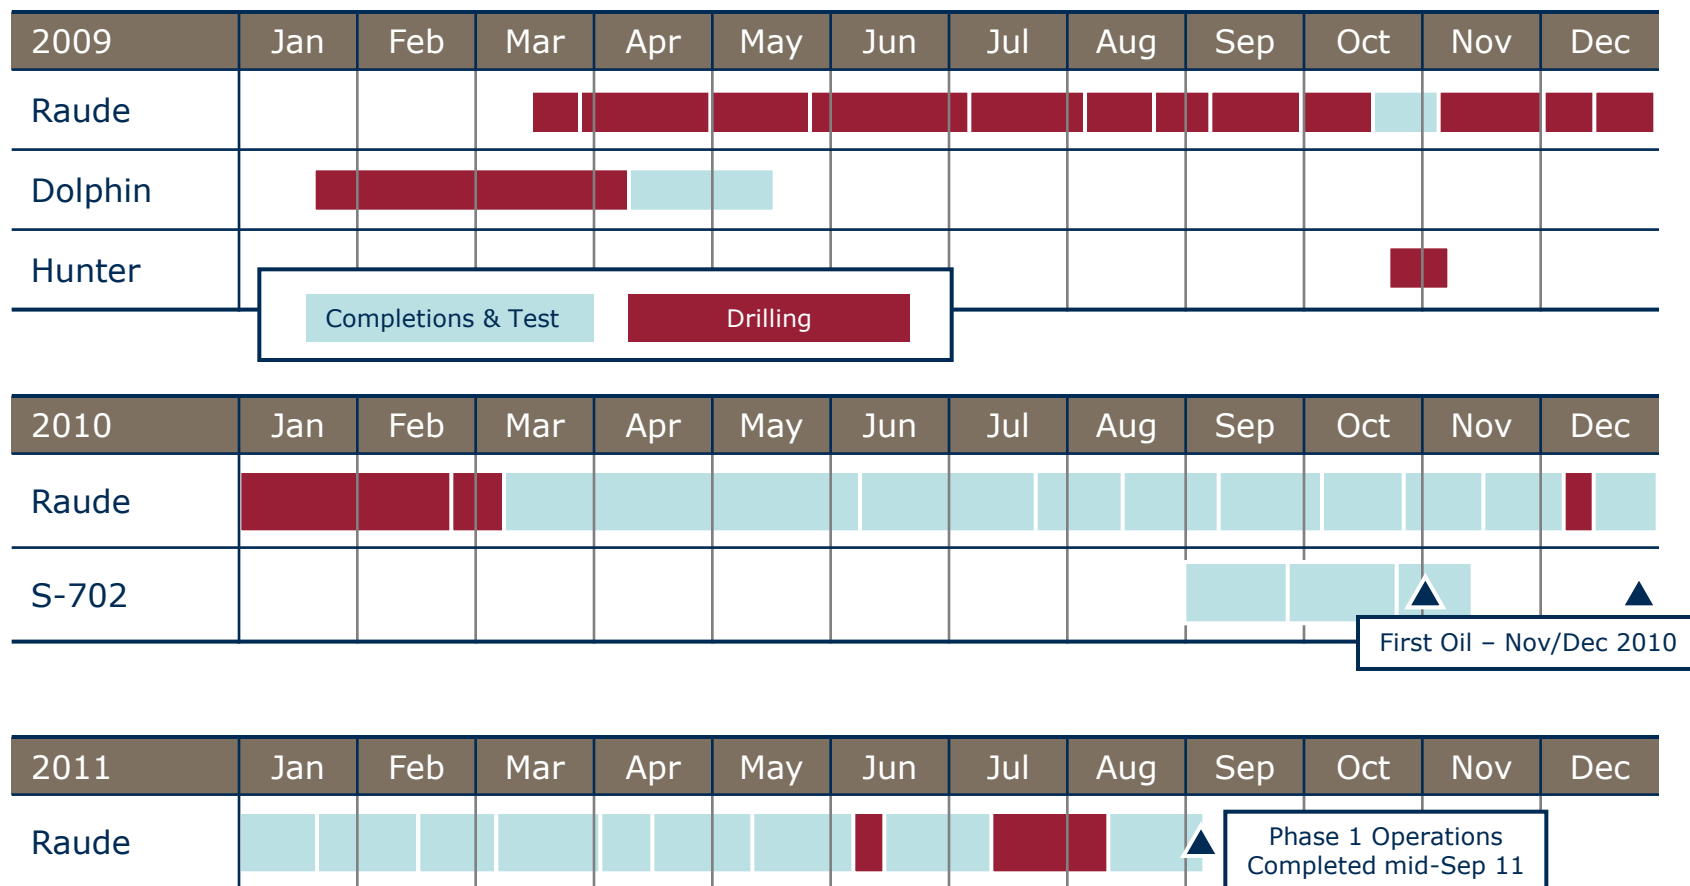 2009 Jan Feb Mar Apr May Jun Jul Aug Sep Oct Nov Dec
Raude
Dolphin
Hunter
Completions & Test Drilling
2010 Jan Feb Mar Apr May Jun Jul Aug Sep Oct Nov Dec
Raude
S-702
First Oil – Nov/Dec 2010
2011 Jan Feb Mar Apr May Jun Jul Aug Sep Oct Nov Dec
Raude
Phase 1 Operations
Completed mid-Sep 11